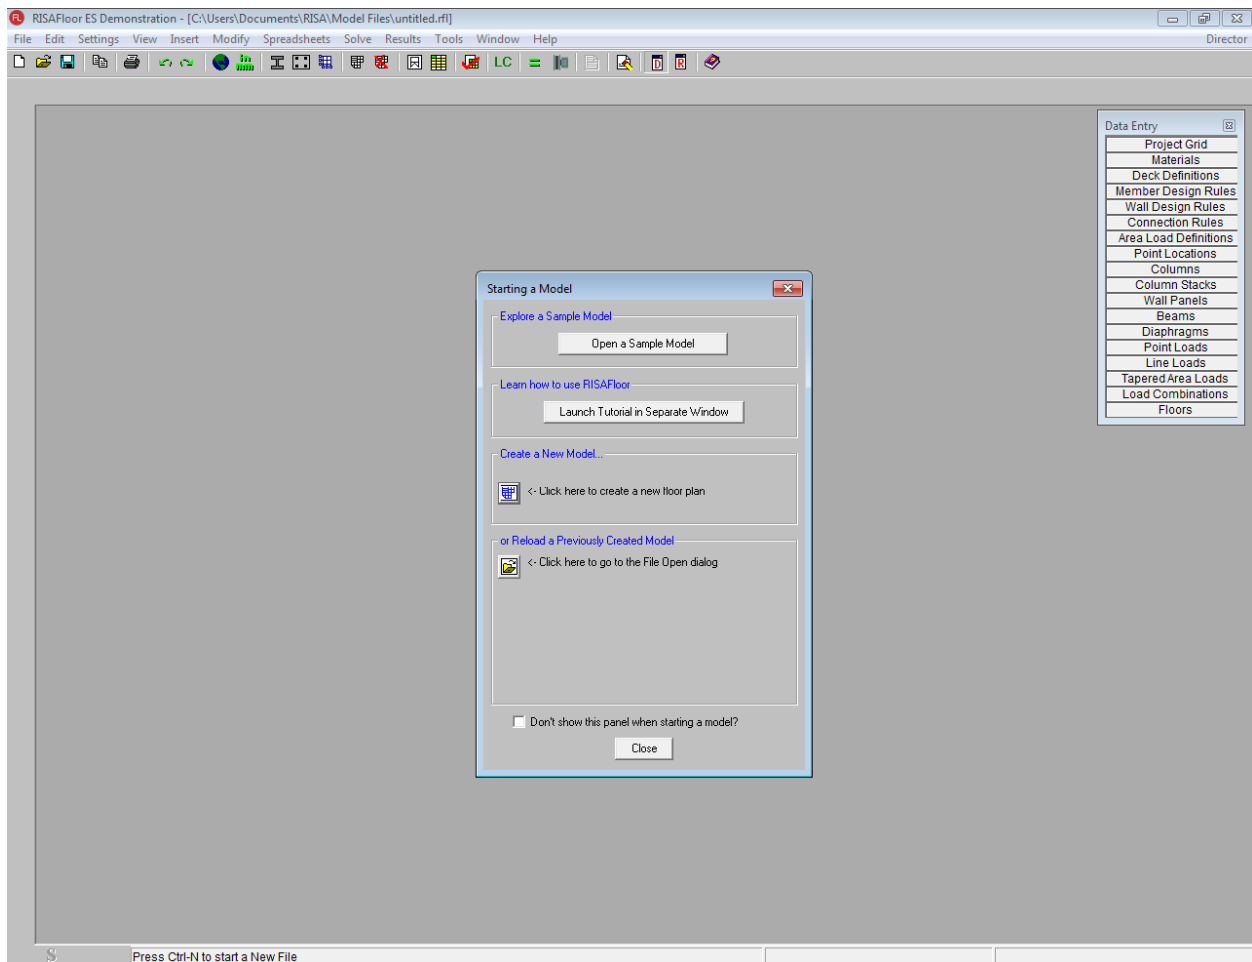 RISAFloor ES Demonstration - [C:\Users\Documents\RISA\Model Files\untitled.rfl]
File Edit Settings View Insert Modify Spreadsheets Solve Results Tools Window Help Director
LC D R
Data Entry
Project Grid
Materials
Deck Definitions
Member Design Rules
Wall Design Rules
Connection Rules
Area Load Definitions
Point Locations
Columns
Column Stacks
Wall Panels
Beams
Diaphragms
Point Loads
Line Loads
Tapered Area Loads
Load Combinations
Floors
Starting a Model
Explore a Sample Model
Open a Sample Model
Learn how to use RISAFloor
Launch Tutorial in Separate Window
Create a New Model...
<- Click here to create a new floor plan
or Reload a Previously Created Model
<- Click here to go to the File Open dialog
Don't show this panel when starting a model?
Close
S Press Ctrl-N to start a New File